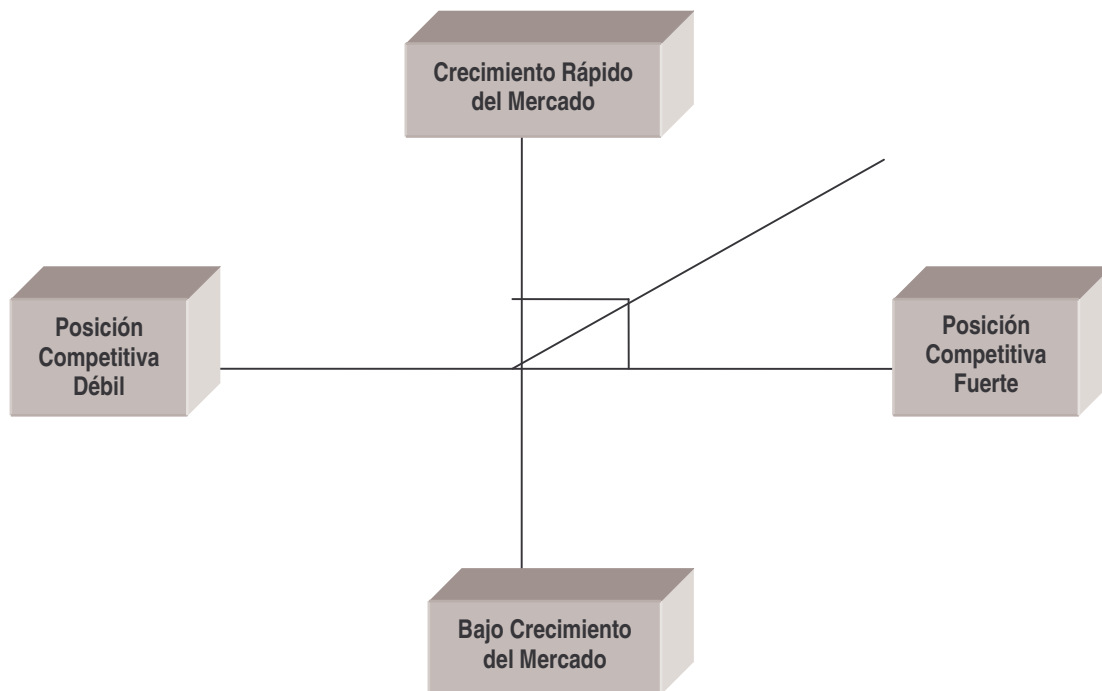 Crecimiento Rápido
del Mercado
Posición
Competitiva
Débil
Posición
Competitiva
Fuerte
Bajo Crecimiento
del Mercado